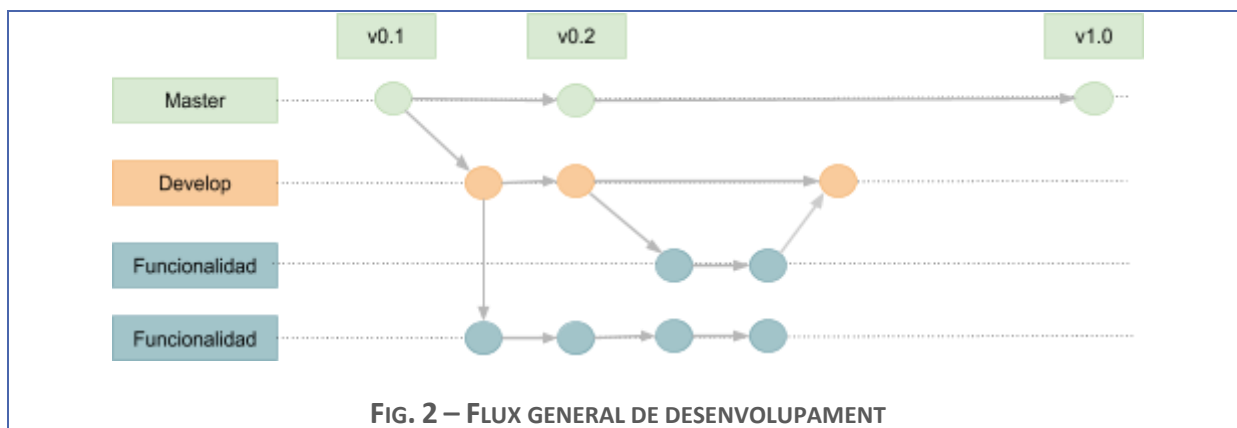 v0.1 v0.2 v1.0
Master
Develop
Funcionalidad
Funcionalidad
FIG. 2 – FLUX GENERAL DE DESENVOLUPAMENT